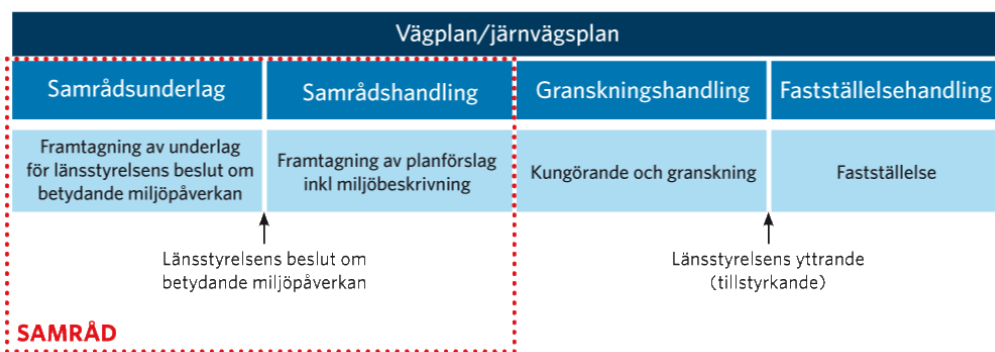 Vägplan/järnvägsplan
Samrådsunderlag
Samrådshandling
Granskningshandling
Fastställelsehandling
Framtagning av underlag
för länsstyrelsens beslut om
betydande miljöpåverkan
Framtagning av planförslag
inkl miljöbeskrivning
Kungörande och granskning
Fastställelse
Länsstyrelsens beslut om
betydande miljöpåverkan
Länsstyrelsens yttrande
(tillstyrkande)
SAMRÅD